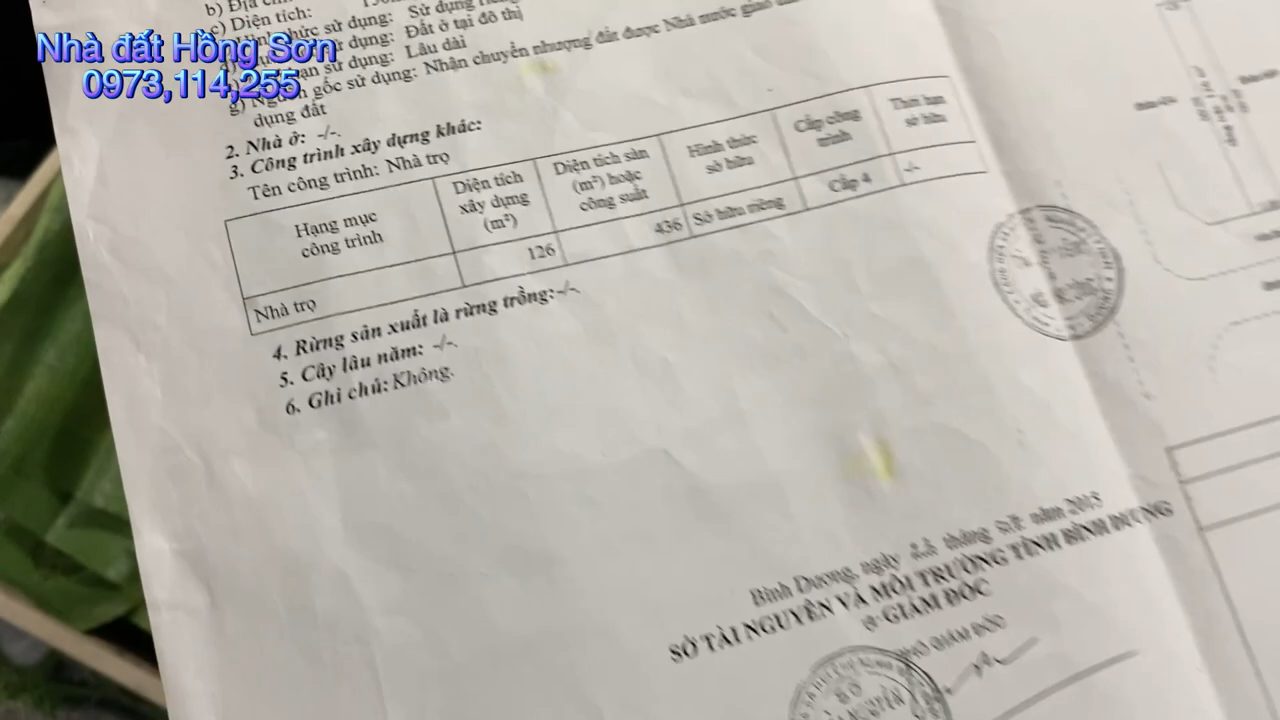 Nhà đất Hồng Sơn
0973,114,255
b) Địa
c) Diện tích:
thức sử dụng: Sử dụng
sử dụng: Đất ở tại đô thị
sử dụng: Lâu dài
g) gốc sử dụng: Nhận chuyển nhượng đất được Nhà nước giao
dụng đất
2. Nhà ở: -/-.
3. Công trình xây dựng khác:
Tên công trình: Nhà trọ
Hạng mục công trình
Diện tích xây dựng (m²)
Diện tích sàn (m²) hoặc công suất
Hình thức sở hữu
Cấp công trình
Thời hạn sở hữu
Nhà trọ 126 436 Sở hữu riêng Cấp 4 -/-
4. Rừng sản xuất là rừng trồng:-/-.
5. Cây lâu năm: -/-.
6. Ghi chú: Không.
Bình Dương, ngày tháng năm 2015
SỞ TÀI NGUYÊN VÀ MÔI TRƯỜNG TỈNH BÌNH DƯƠNG
GIÁM ĐỐC
PHÓ GIÁM ĐỐC